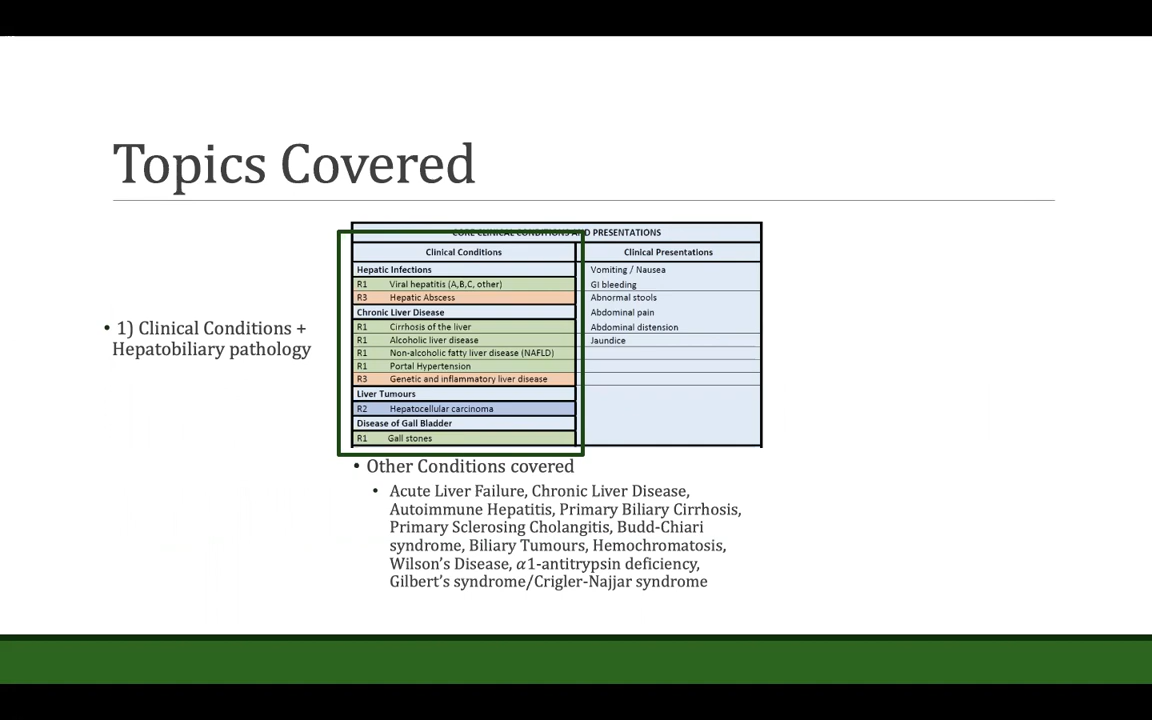 Topics Covered
CORE CLINICAL CONDITIONS AND PRESENTATIONS
Clinical Conditions Clinical Presentations
Hepatic Infections Vomiting / Nausea
R1 Viral hepatitis (A,B,C, other) GI bleeding
R3 Hepatic Abscess Abnormal stools
Chronic Liver Disease Abdominal pain
R1 Cirrhosis of the liver Abdominal distension
R1 Alcoholic liver disease Jaundice
R1 Non-alcoholic fatty liver disease (NAFLD)
R1 Portal Hypertension
R3 Genetic and inflammatory liver disease
Liver Tumours
R2 Hepatocellular carcinoma
Disease of Gall Bladder
R1 Gall stones
• 1) Clinical Conditions +
Hepatobiliary pathology
• Other Conditions covered
• Acute Liver Failure, Chronic Liver Disease,
Autoimmune Hepatitis, Primary Biliary Cirrhosis,
Primary Sclerosing Cholangitis, Budd-Chiari
syndrome, Biliary Tumours, Hemochromatosis,
Wilson's Disease, α1-antitrypsin deficiency,
Gilbert's syndrome/Crigler-Najjar syndrome